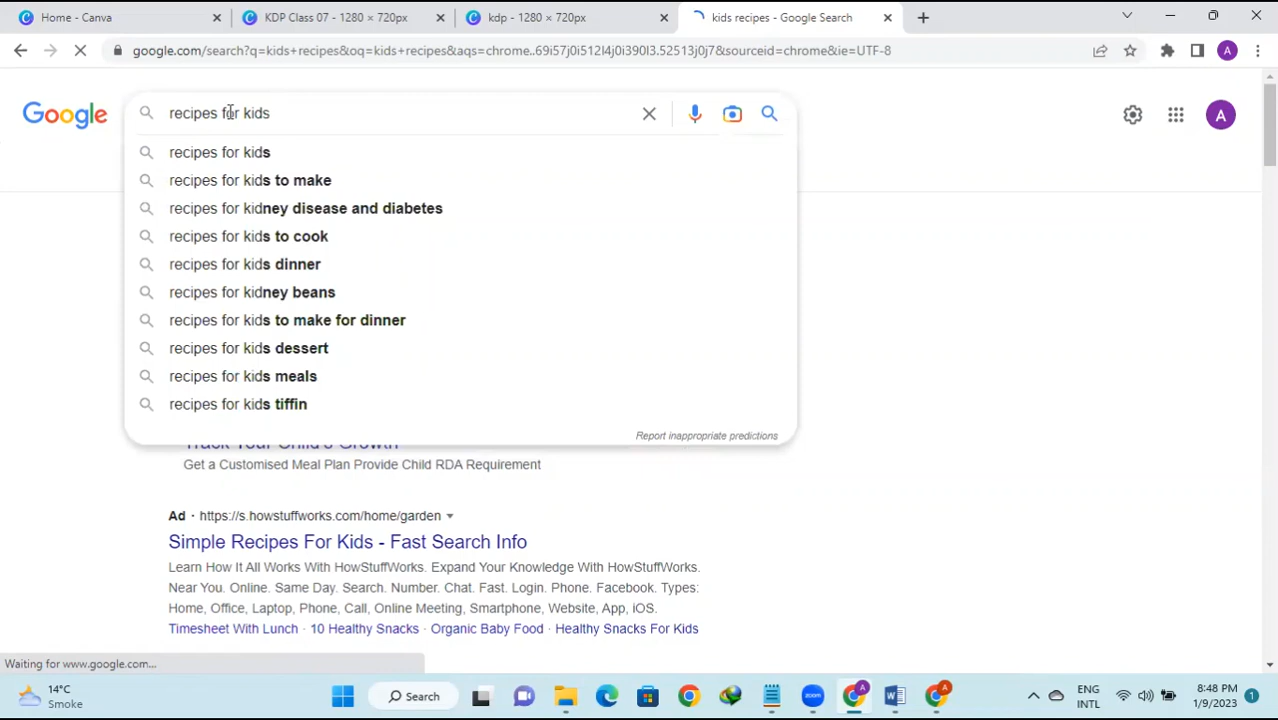 Home - Canva
KDP Class 07 - 1280 × 720px
kdp - 1280 × 720px
kids recipes - Google Search
google.com/search?q=kids+recipes&oq=kids+recipes&aqs=chrome..69i57j0i512l4j0i390l3.52513j0j7&sourceid=chrome&ie=UTF-8
A
Google
recipes for kids
A
recipes for kids
recipes for kids to make
recipes for kidney disease and diabetes
recipes for kids to cook
recipes for kids dinner
recipes for kidney beans
recipes for kids to make for dinner
recipes for kids dessert
recipes for kids meals
recipes for kids tiffin
Report inappropriate predictions
Track Your Child's Growth
Get a Customised Meal Plan Provide Child RDA Requirement
Ad · https://s.howstuffworks.com/home/garden
Simple Recipes For Kids - Fast Search Info
Learn How It All Works With HowStuffWorks. Expand Your Knowledge With HowStuffWorks.
Near You. Online. Same Day. Search. Number. Chat. Fast. Login. Phone. Facebook. Types:
Home, Office, Laptop, Phone, Call, Online Meeting, Smartphone, Website, App, iOS.
Timesheet With Lunch · 10 Healthy Snacks · Organic Baby Food · Healthy Snacks For Kids
Waiting for www.google.com...
14°C
Smoke
Search
zoom
A
A
ENG
INTL
8:48 PM
1/9/2023
1